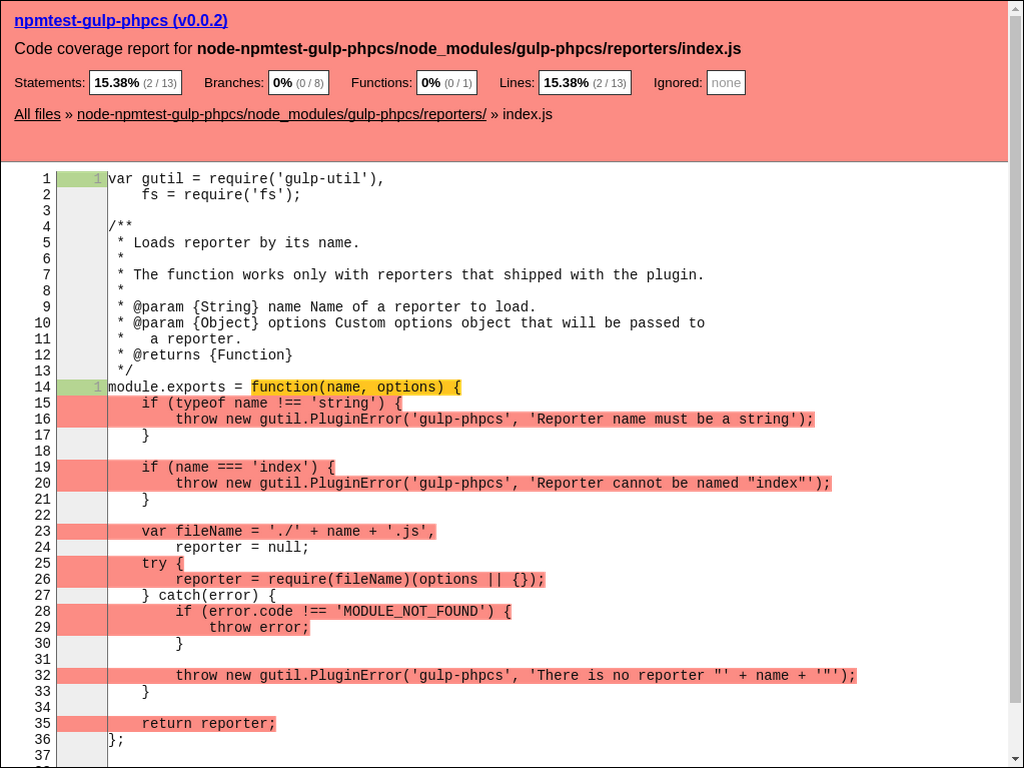 npmtest-gulp-phpcs (v0.0.2)
Code coverage report for node-npmtest-gulp-phpcs/node_modules/gulp-phpcs/reporters/index.js
Statements: 15.38% (2 / 13) Branches: 0% (0 / 8) Functions: 0% (0 / 1) Lines: 15.38% (2 / 13) Ignored: none
All files » node-npmtest-gulp-phpcs/node_modules/gulp-phpcs/reporters/ » index.js
1 1 var gutil = require('gulp-util'),
2     fs = require('fs');
3
4 /**
5  * Loads reporter by its name.
6  *
7  * The function works only with reporters that shipped with the plugin.
8  *
9  * @param {String} name Name of a reporter to load.
10  * @param {Object} options Custom options object that will be passed to
11  *   a reporter.
12  * @returns {Function}
13  */
14 1 module.exports = function(name, options) {
15     if (typeof name !== 'string') {
16         throw new gutil.PluginError('gulp-phpcs', 'Reporter name must be a string');
17     }
18
19     if (name === 'index') {
20         throw new gutil.PluginError('gulp-phpcs', 'Reporter cannot be named "index"');
21     }
22
23     var fileName = './' + name + '.js',
24         reporter = null;
25     try {
26         reporter = require(fileName)(options || {});
27     } catch(error) {
28         if (error.code !== 'MODULE_NOT_FOUND') {
29             throw error;
30         }
31
32         throw new gutil.PluginError('gulp-phpcs', 'There is no reporter "' + name + '"');
33     }
34
35     return reporter;
36 };
37